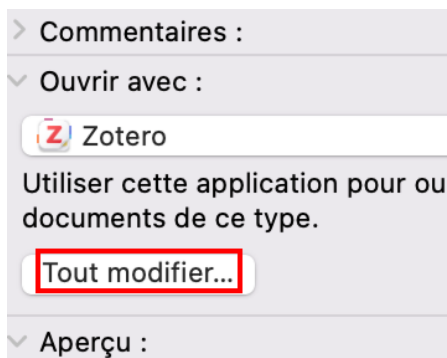 Commentaires :
Ouvrir avec :
Zotero
Utiliser cette application pour ou
documents de ce type.
Tout modifier...
Aperçu :